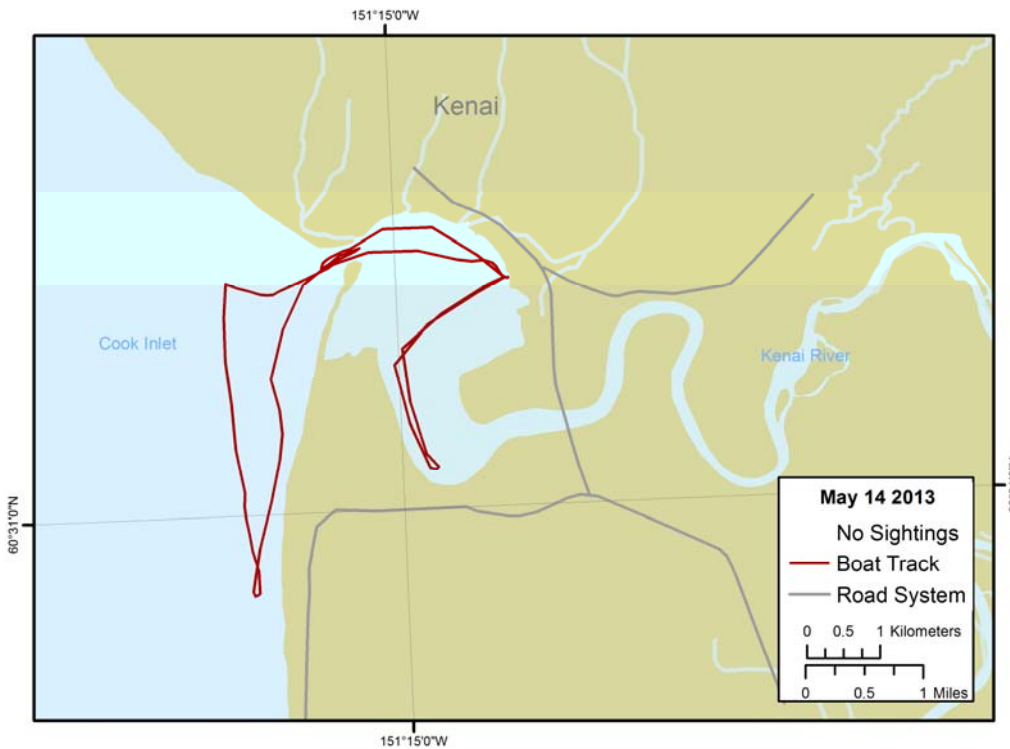 151°15'0"W
Kenai
Cook Inlet
Kenai River
60°31'0"N
May 14 2013
No Sightings
Boat Track
Road System
0 0.5 1 Kilometers
0 0.5 1 Miles
151°15'0"W